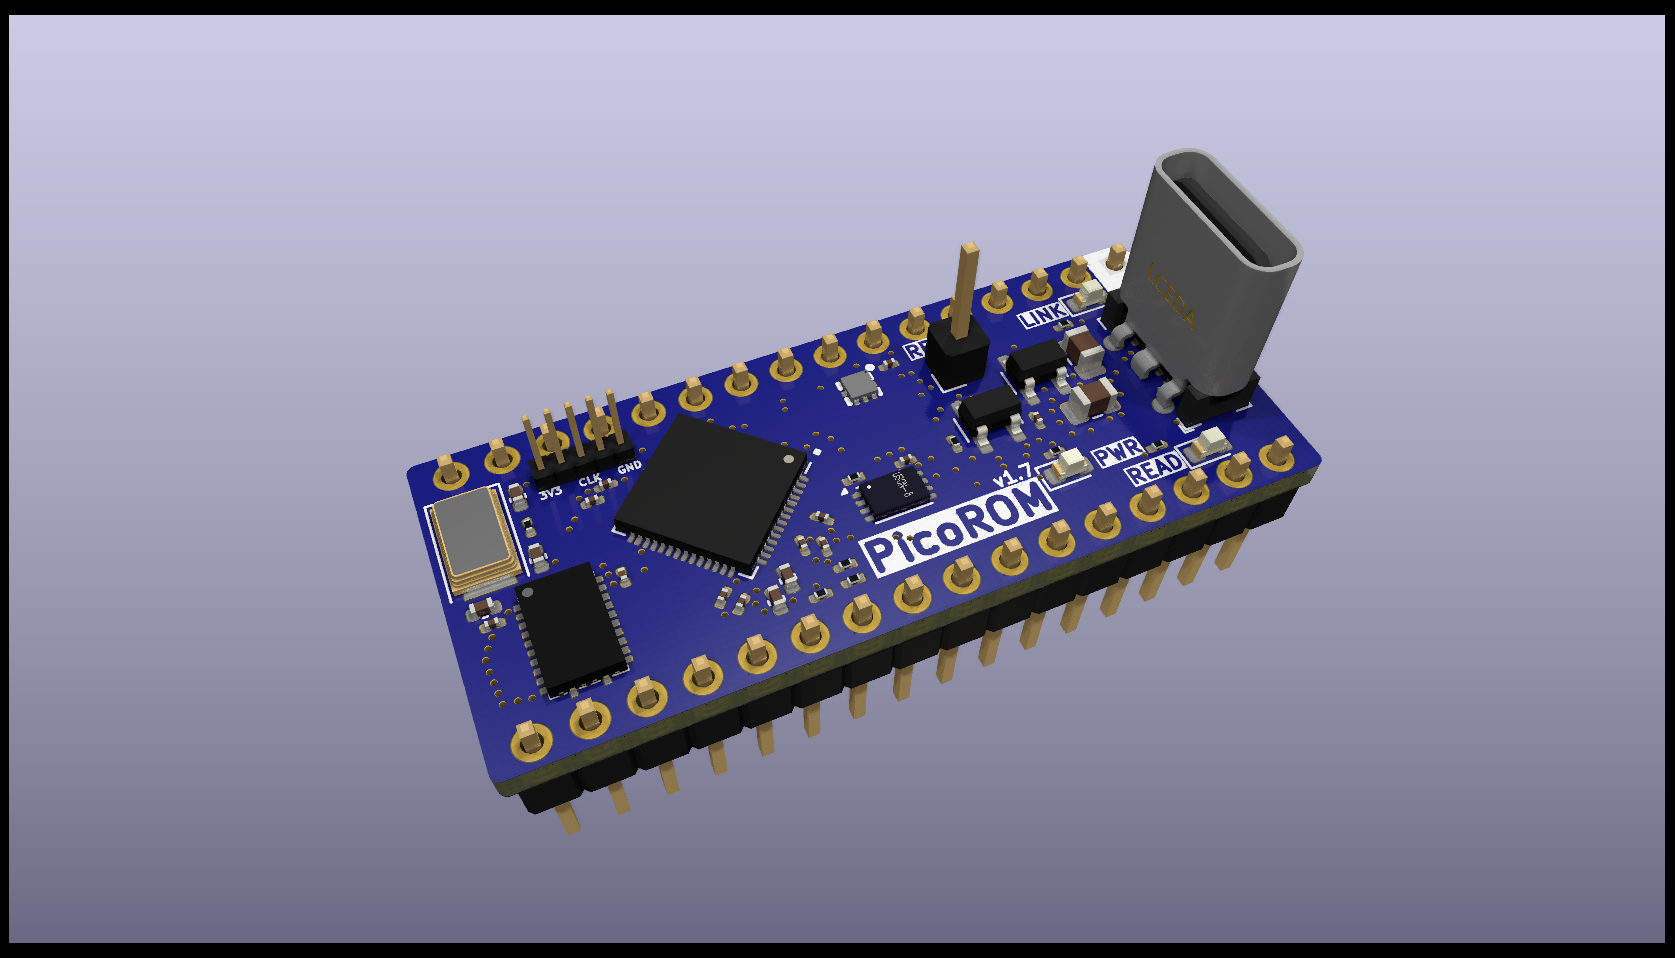 LCEDA
LINK
3V3
CLK
GND
PWR
READ
v1.7
PicoROM